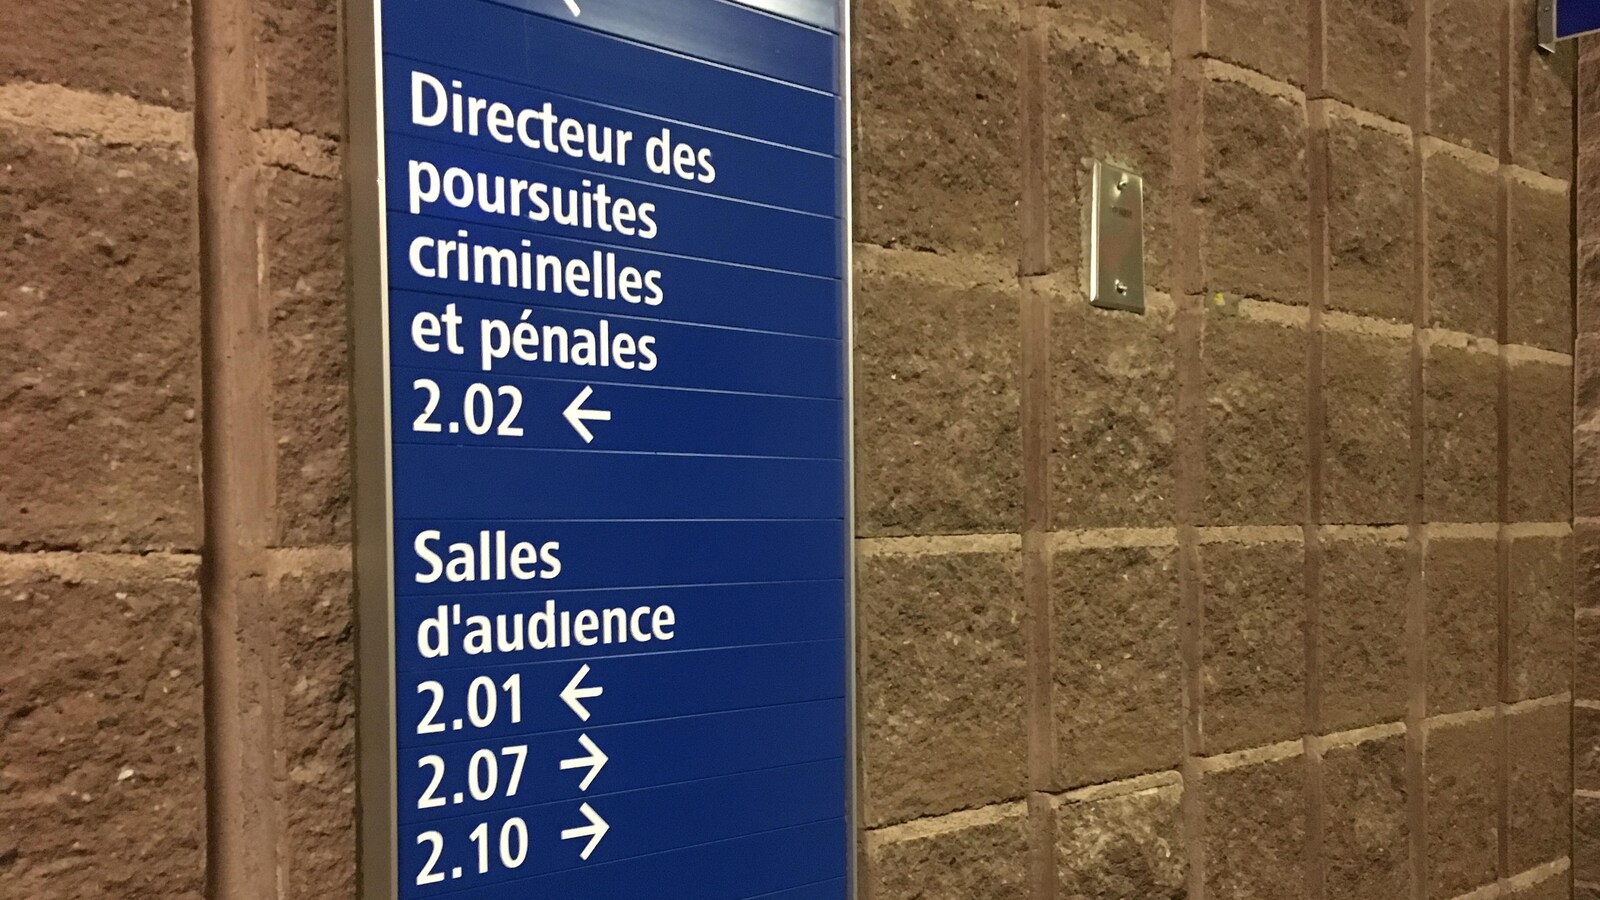 Directeur des
poursuites
criminelles
et pénales
2.02 ←
Salles
d'audience
2.01 ←
2.07 →
2.10 →